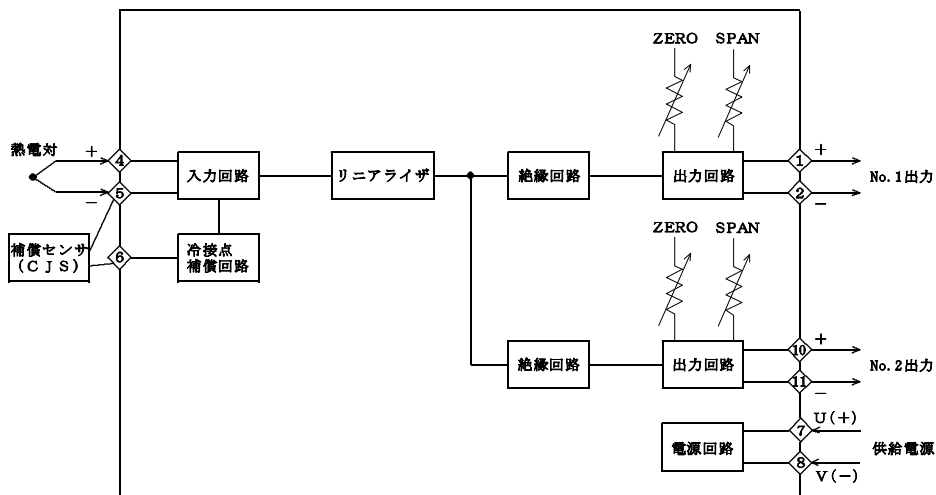 ZERO SPAN
熱電対
+
−
4
5
6
補償センサ
(CJS)
入力回路
冷接点
補償回路
リニアライザ
絶縁回路
出力回路
1
2
+
−
No.1出力
ZERO SPAN
絶縁回路
出力回路
10
11
+
−
No.2出力
電源回路
7
8
U(+)
V(−)
供給電源